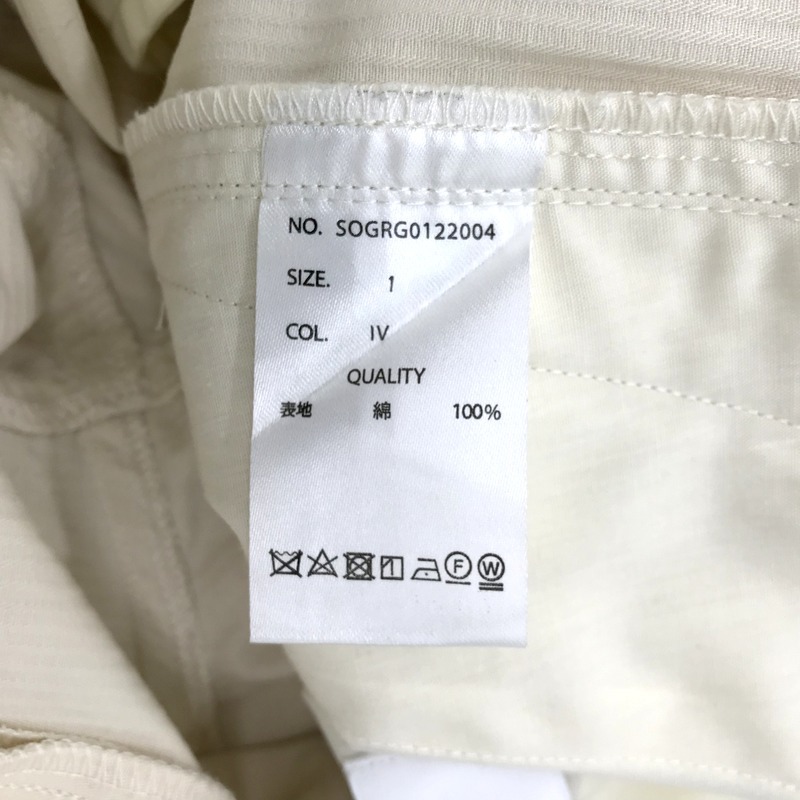 NO. SOGRG0122004
SIZE. 1
COL. IV
QUALITY
表地 綿 100%
F W